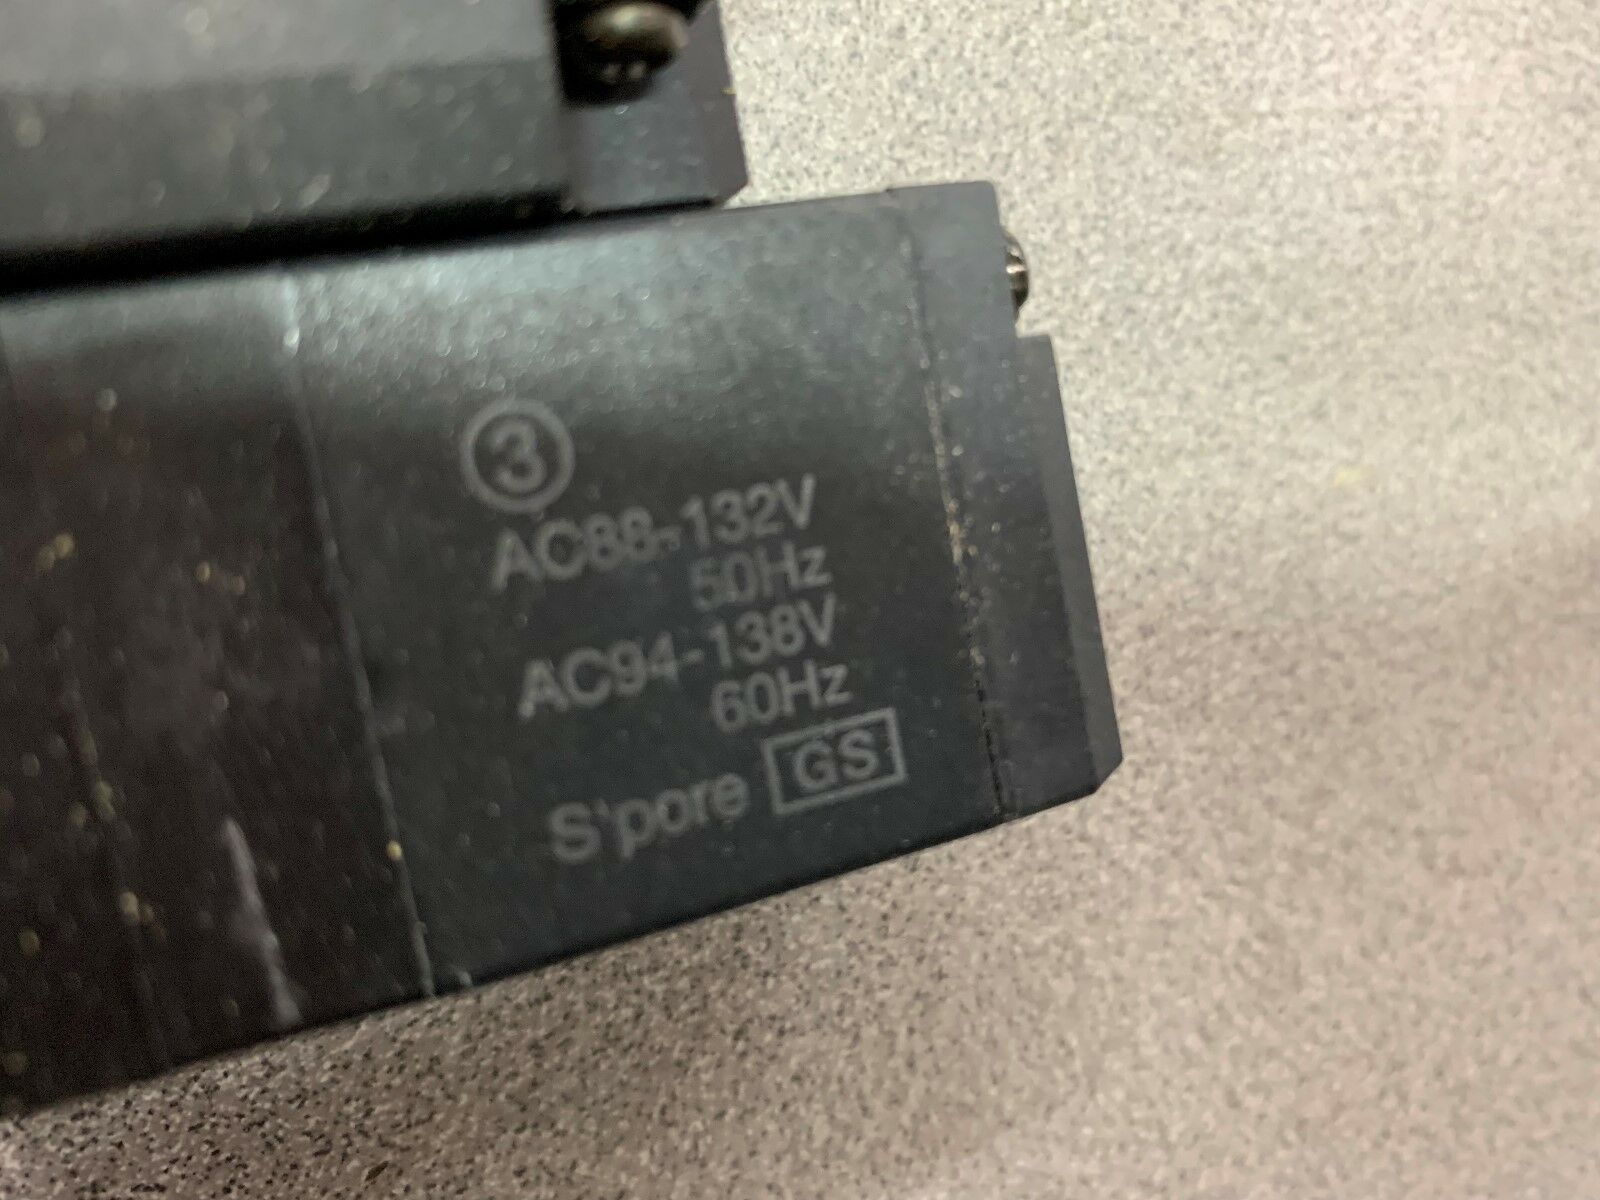 ③
AC88-132V
50Hz
AC94-138V
60Hz
S'pore GS